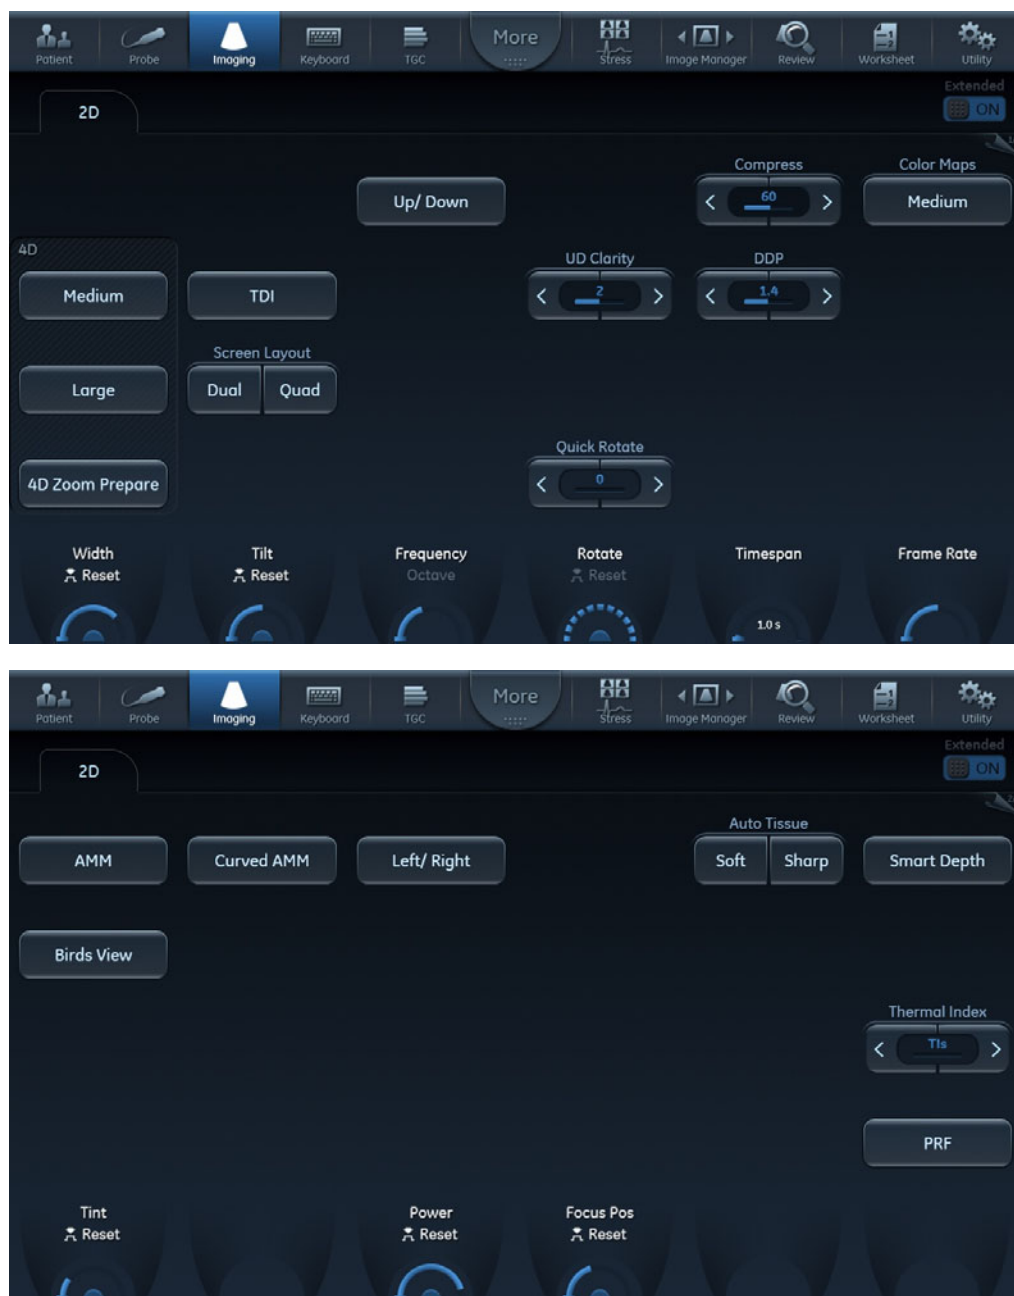 Patient Probe Imaging Keyboard TGC More Stress Image Manager Review Worksheet Utility
Extended
2D ON
1
Compress Color Maps
Up/ Down 60 Medium
4D UD Clarity DDP
Medium TDI 2 1.4
Screen Layout
Large Dual Quad
Quick Rotate
4D Zoom Prepare 0
Width Tilt Frequency Rotate Timespan Frame Rate
Reset Reset Octave Reset
1.0 s
Patient Probe Imaging Keyboard TGC More Stress Image Manager Review Worksheet Utility
Extended
2D ON
2
Auto Tissue
AMM Curved AMM Left/ Right Soft Sharp Smart Depth
Birds View
Thermal Index
TIs
PRF
Tint Power Focus Pos
Reset Reset Reset